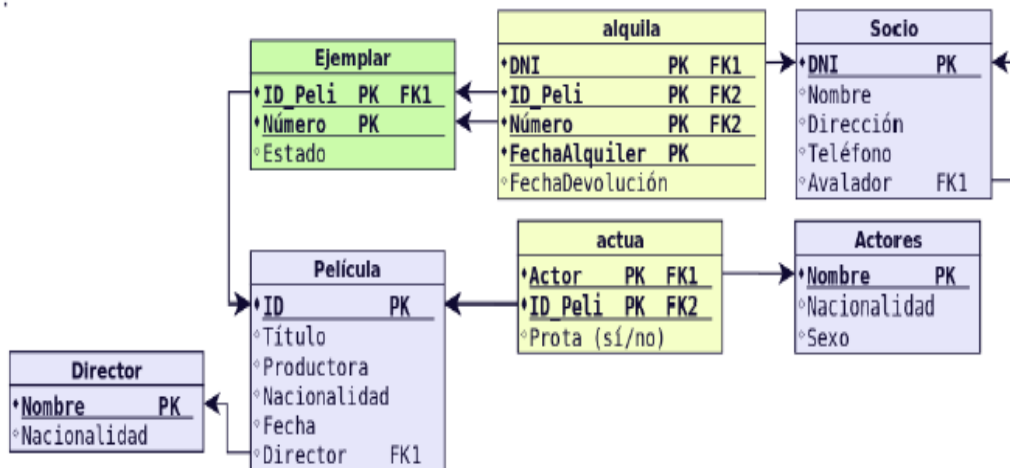 Ejemplar
ID_Peli PK FK1
Número PK
Estado
alquila
DNI PK FK1
ID_Peli PK FK2
Número PK FK2
FechaAlquiler PK
FechaDevolución
Socio
DNI PK
Nombre
Dirección
Teléfono
Avalador FK1
Película
ID PK
Título
Productora
Nacionalidad
Fecha
Director FK1
actua
Actor PK FK1
ID_Peli PK FK2
Prota (sí/no)
Actores
Nombre PK
Nacionalidad
Sexo
Director
Nombre PK
Nacionalidad